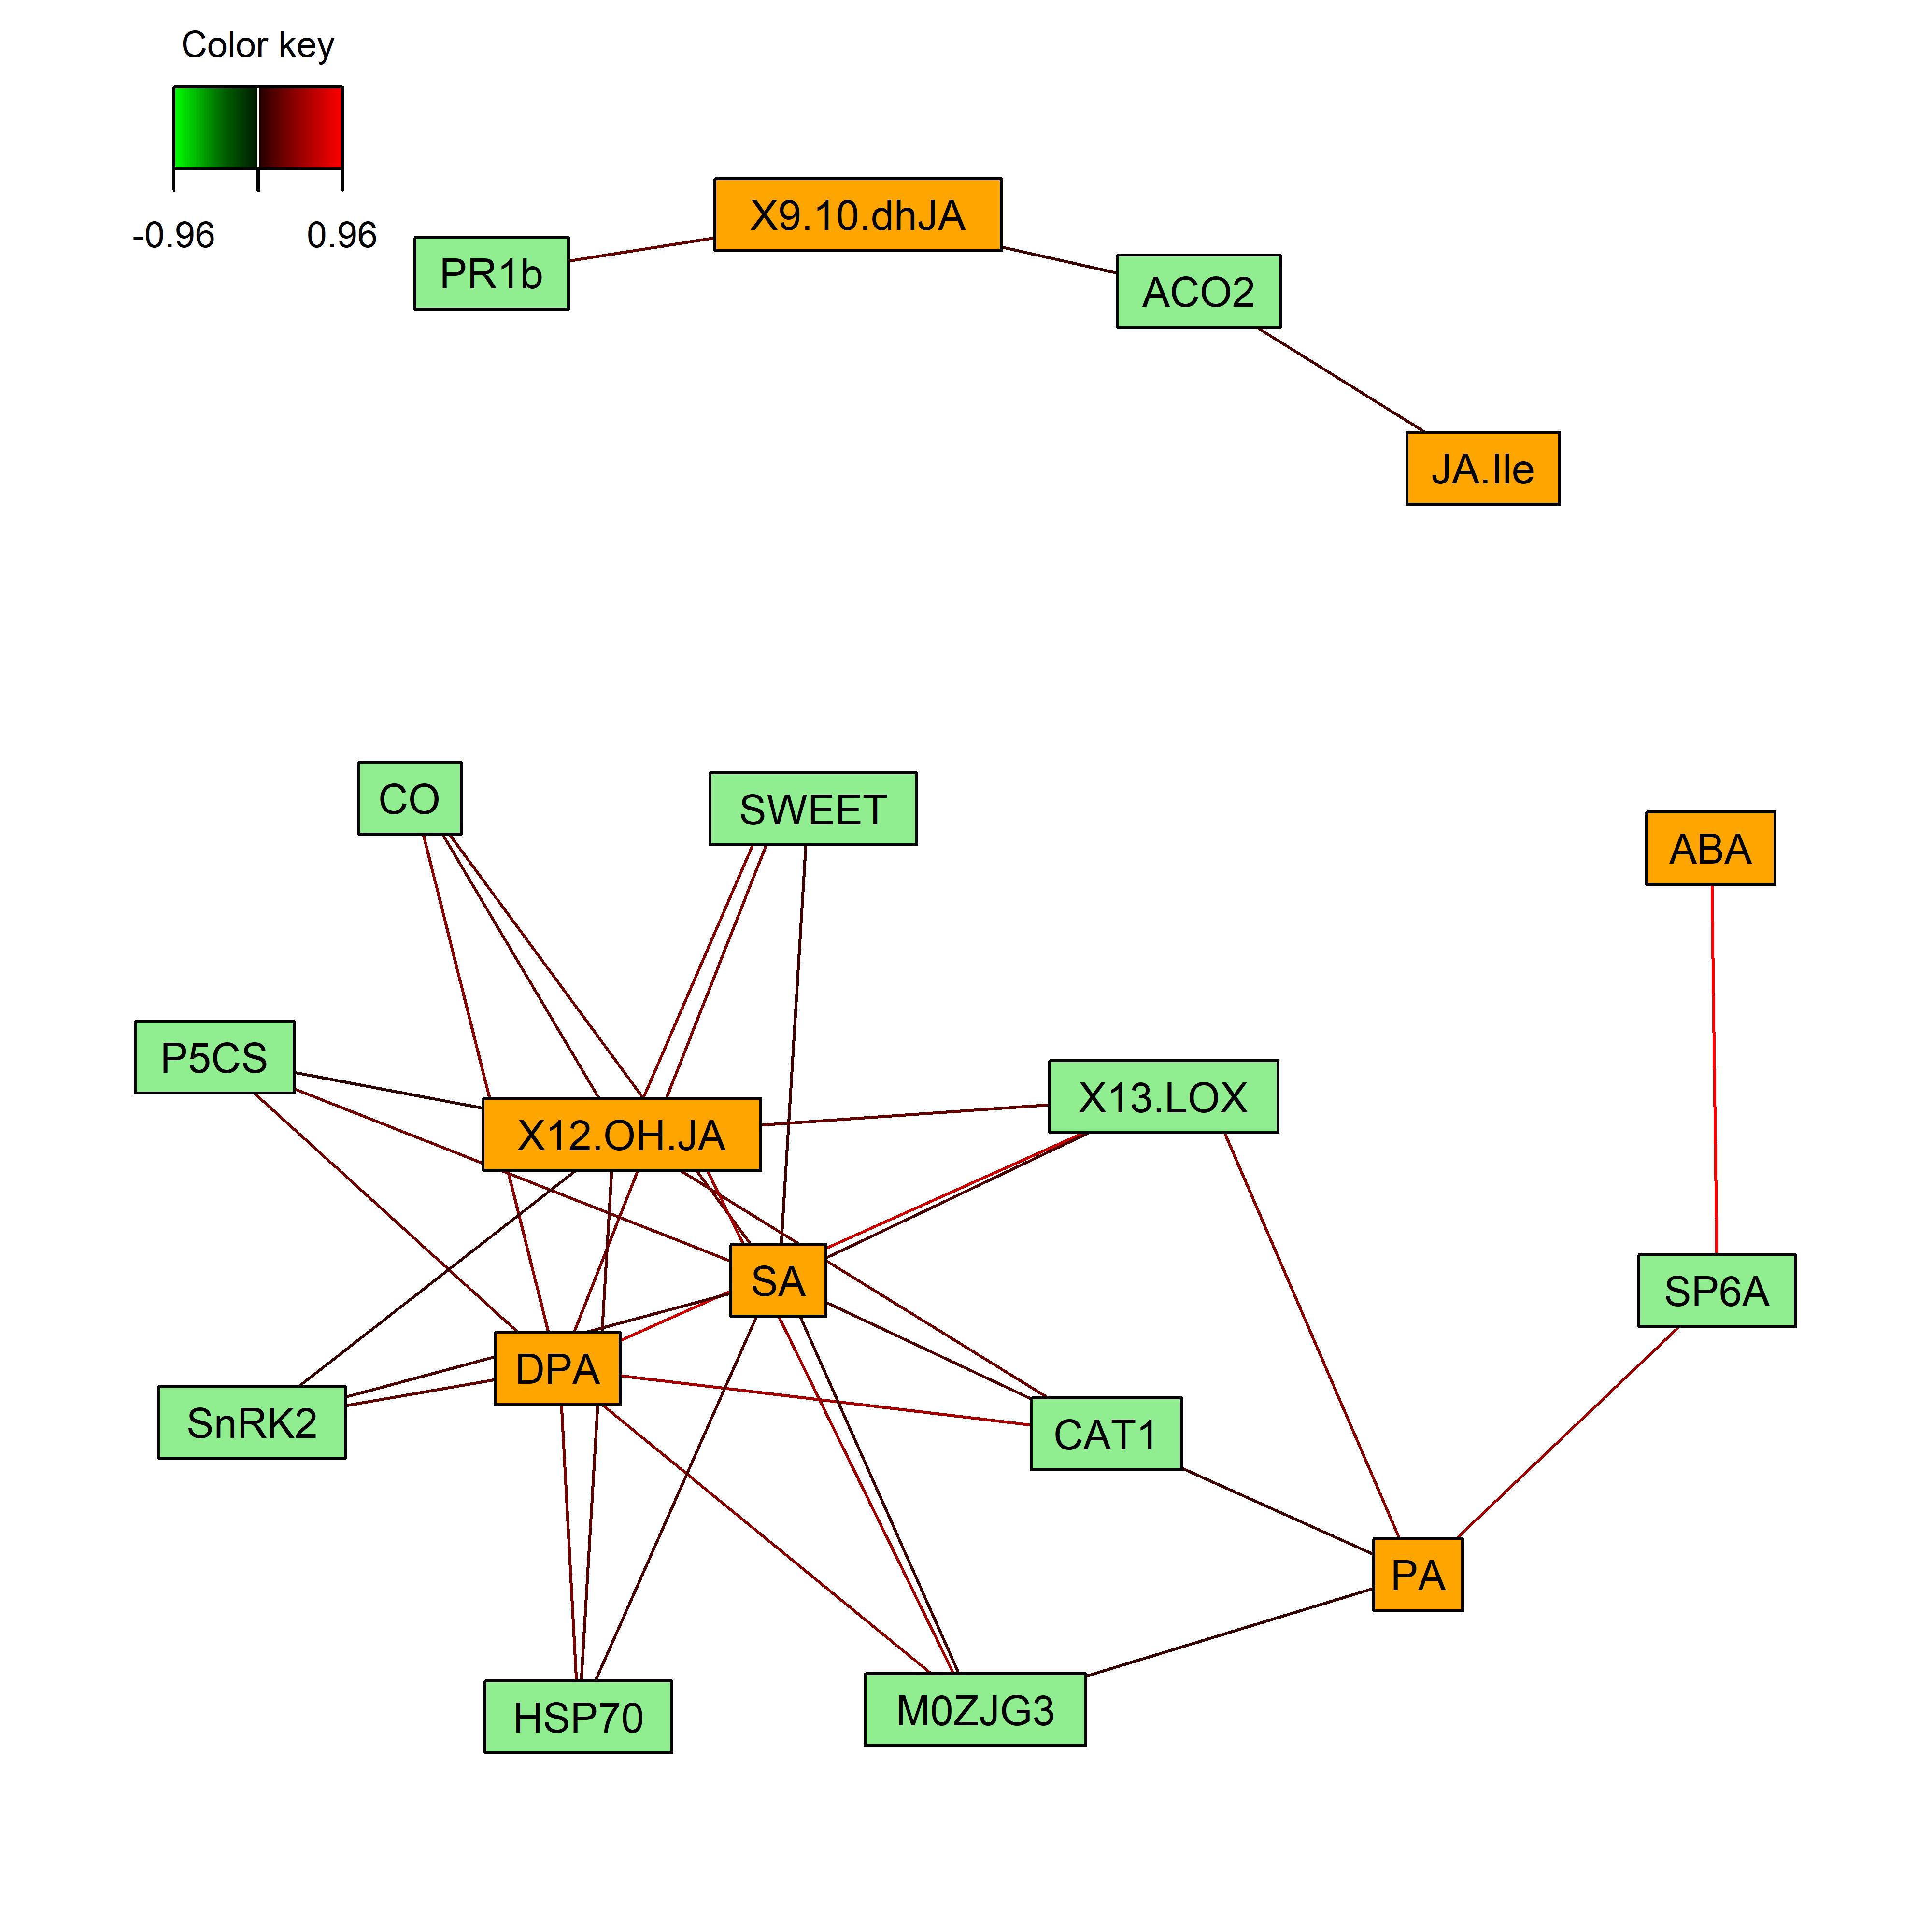 Color key
-0.96 0.96
X9.10.dhJA
PR1b
ACO2
JA.Ile
CO
SWEET
ABA
P5CS
X12.OH.JA
X13.LOX
SA
SP6A
DPA
SnRK2
CAT1
PA
HSP70
M0ZJG3